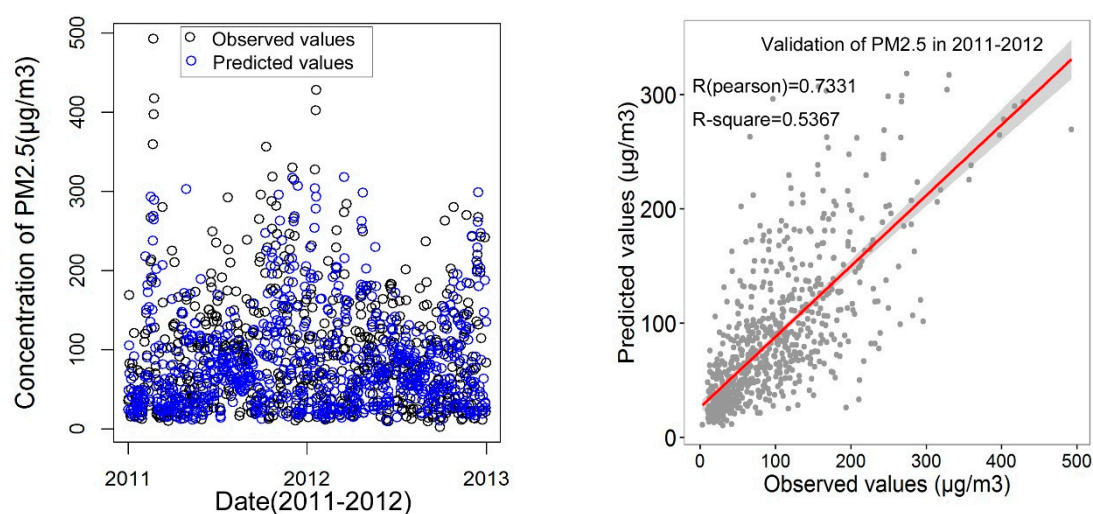 Concentration of PM2.5(µg/m3)
500
400
300
200
100
0
Observed values
Predicted values
2011
2012
2013
Date(2011-2012)
Predicted values (µg/m3)
300
200
100
0
Validation of PM2.5 in 2011-2012
R(pearson)=0.7331
R-square=0.5367
0
100
200
300
400
500
Observed values (µg/m3)